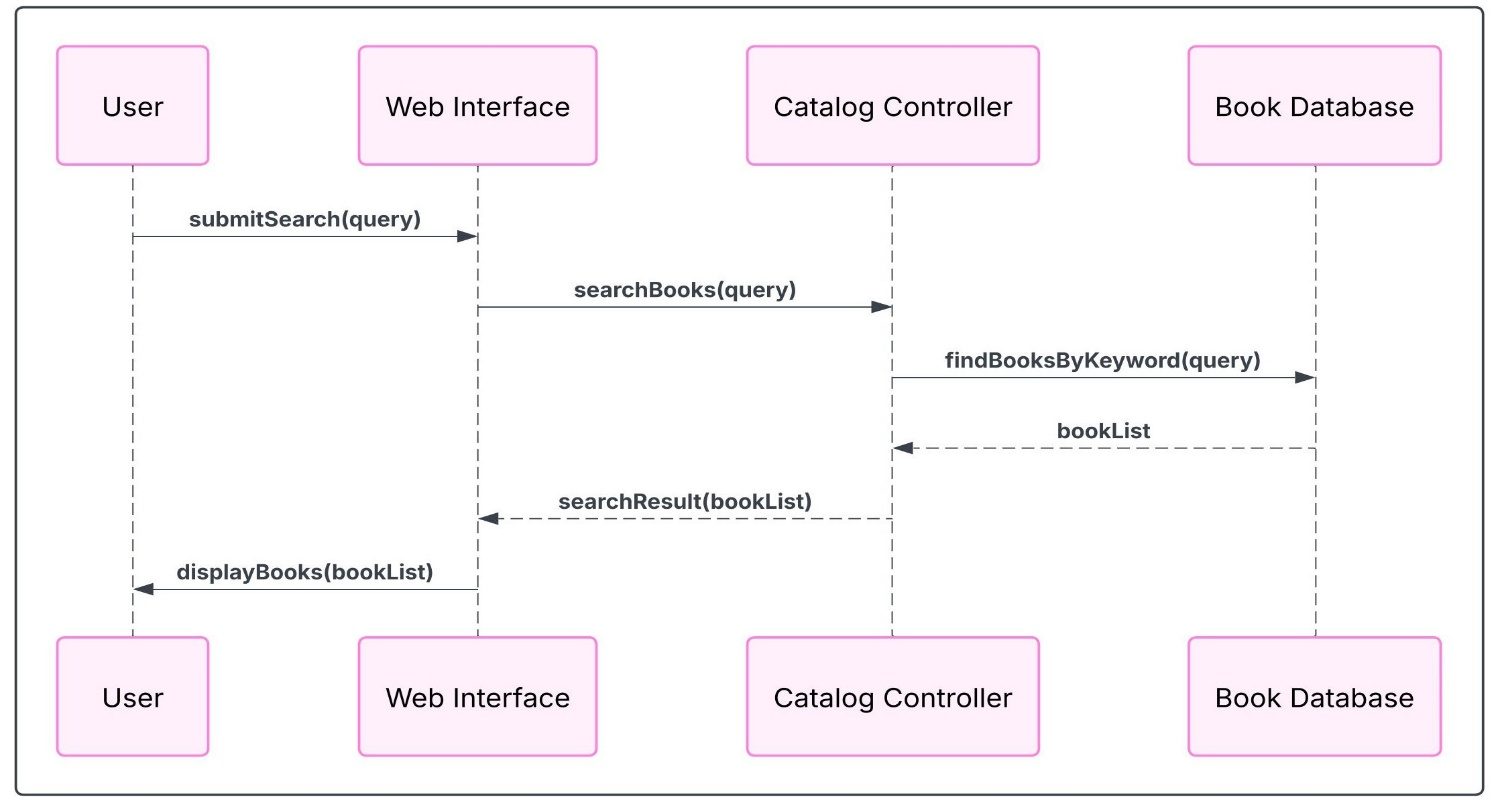 User
Web Interface
Catalog Controller
Book Database
submitSearch(query)
searchBooks(query)
findBooksByKeyword(query)
bookList
searchResult(bookList)
displayBooks(bookList)
User
Web Interface
Catalog Controller
Book Database